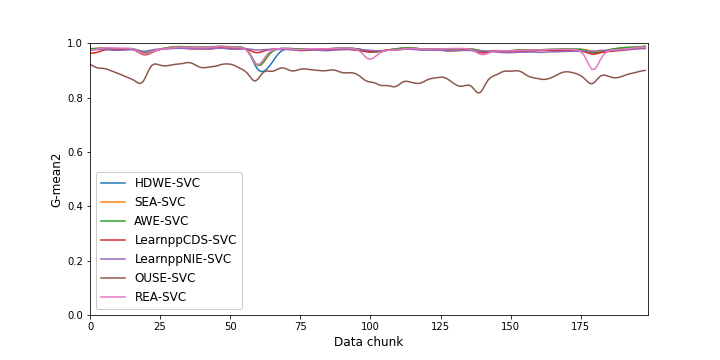 1.0
0.8
0.6
0.4
0.2
0.0
G-mean2
HDWE-SVC
SEA-SVC
AWE-SVC
LearnppCDS-SVC
LearnppNIE-SVC
OUSE-SVC
REA-SVC
0 25 50 75 100 125 150 175
Data chunk